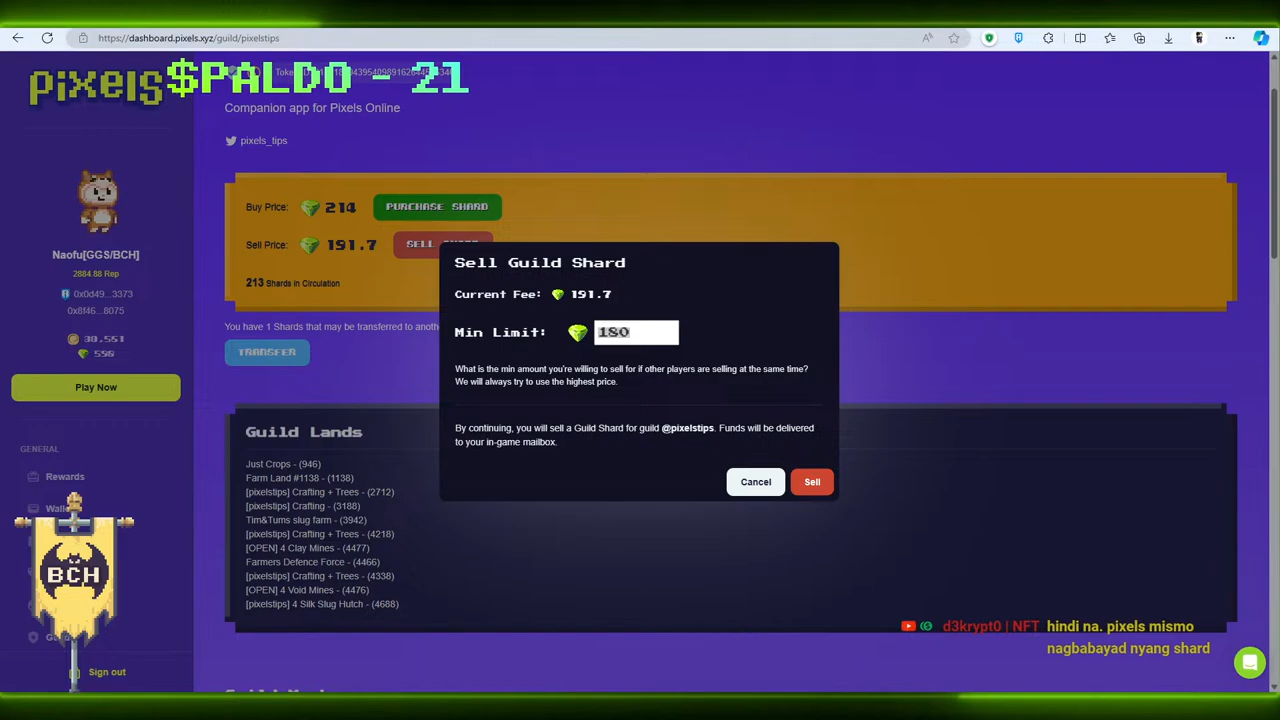 https://dashboard.pixels.xyz/guild/pixelstips
pixels
$PALDO - 21
Companion app for Pixels Online
pixels_tips
Buy Price: 214 PURCHASE SHARD
Sell Price: 191.7
213 Shards in Circulation
You have 1 Shards that may be transferred to
TRANSFER
Naofu[GGS/BCH]
2884.88 Rep
0x0d49...3373
0x8f46...8075
30,561
590
Play Now
GENERAL
Rewards
BCH
Sign out
Sell Guild Shard
Current Fee: 191.7
Min Limit: 180
What is the min amount you're willing to sell for if other players are selling at the same time?
We will always try to use the highest price.
By continuing, you will sell a Guild Shard for guild @pixelstips. Funds will be delivered
to your in-game mailbox.
Cancel Sell
Guild Lands
Just Crops - (946)
Farm Land #1138 - (1138)
[pixelstips] Crafting + Trees - (2712)
[pixelstips] Crafting - (3188)
Tim&Tums slug farm - (3942)
[pixelstips] Crafting + Trees - (4218)
[OPEN] 4 Clay Mines - (4477)
Farmers Defence Force - (4466)
[pixelstips] Crafting + Trees - (4338)
[OPEN] 4 Void Mines - (4476)
[pixelstips] 4 Silk Slug Hutch - (4688)
d3krypt0 | NFT hindi na. pixels mismo
nagbabayad nyang shard